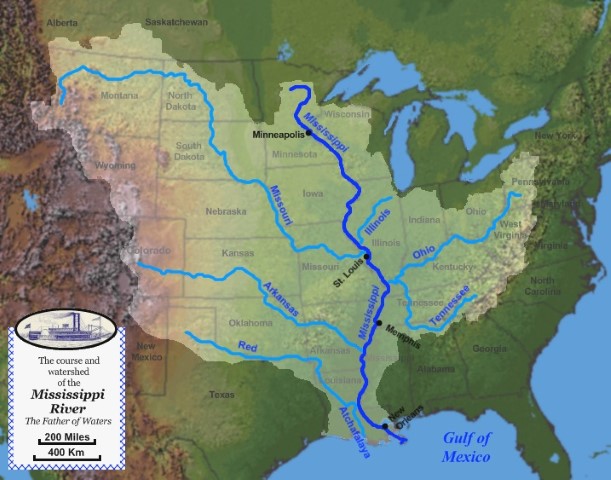 Alberta
Saskatchewan
Montana
North
Dakota
Wisconsin
Mississippi
Minneapolis
Minnesota
New York
South
Dakota
Wyoming
Pennsylvania
Maryland
Iowa
Missouri
Nebraska
Illinois
Indiana
Ohio
West
Virginia
Virginia
Illinois
Ohio
Colorado
Kansas
Missouri
St. Louis
Kentucky
North
Carolina
Arkansas
Mississippi
Tennessee
Tennessee
Oklahoma
Memphis
Red
Arkansas
Georgia
Alabama
New
Mexico
Texas
Louisiana
Atchafalaya
New
Orleans
Gulf of
Mexico
The course and
watershed
of the
Mississippi
River
The Father of Waters
200 Miles
400 Km